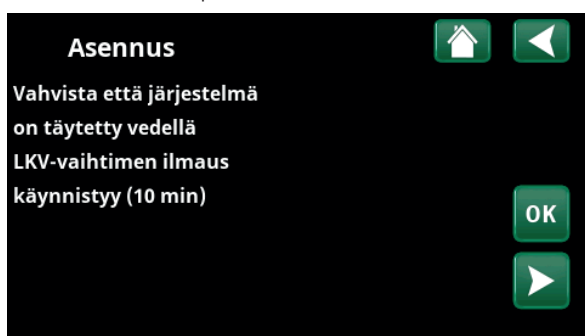 Asennus
Vahvista että järjestelmä
on täytetty vedellä
LKV-vaihtimen ilmaus
käynnistyy (10 min)
OK